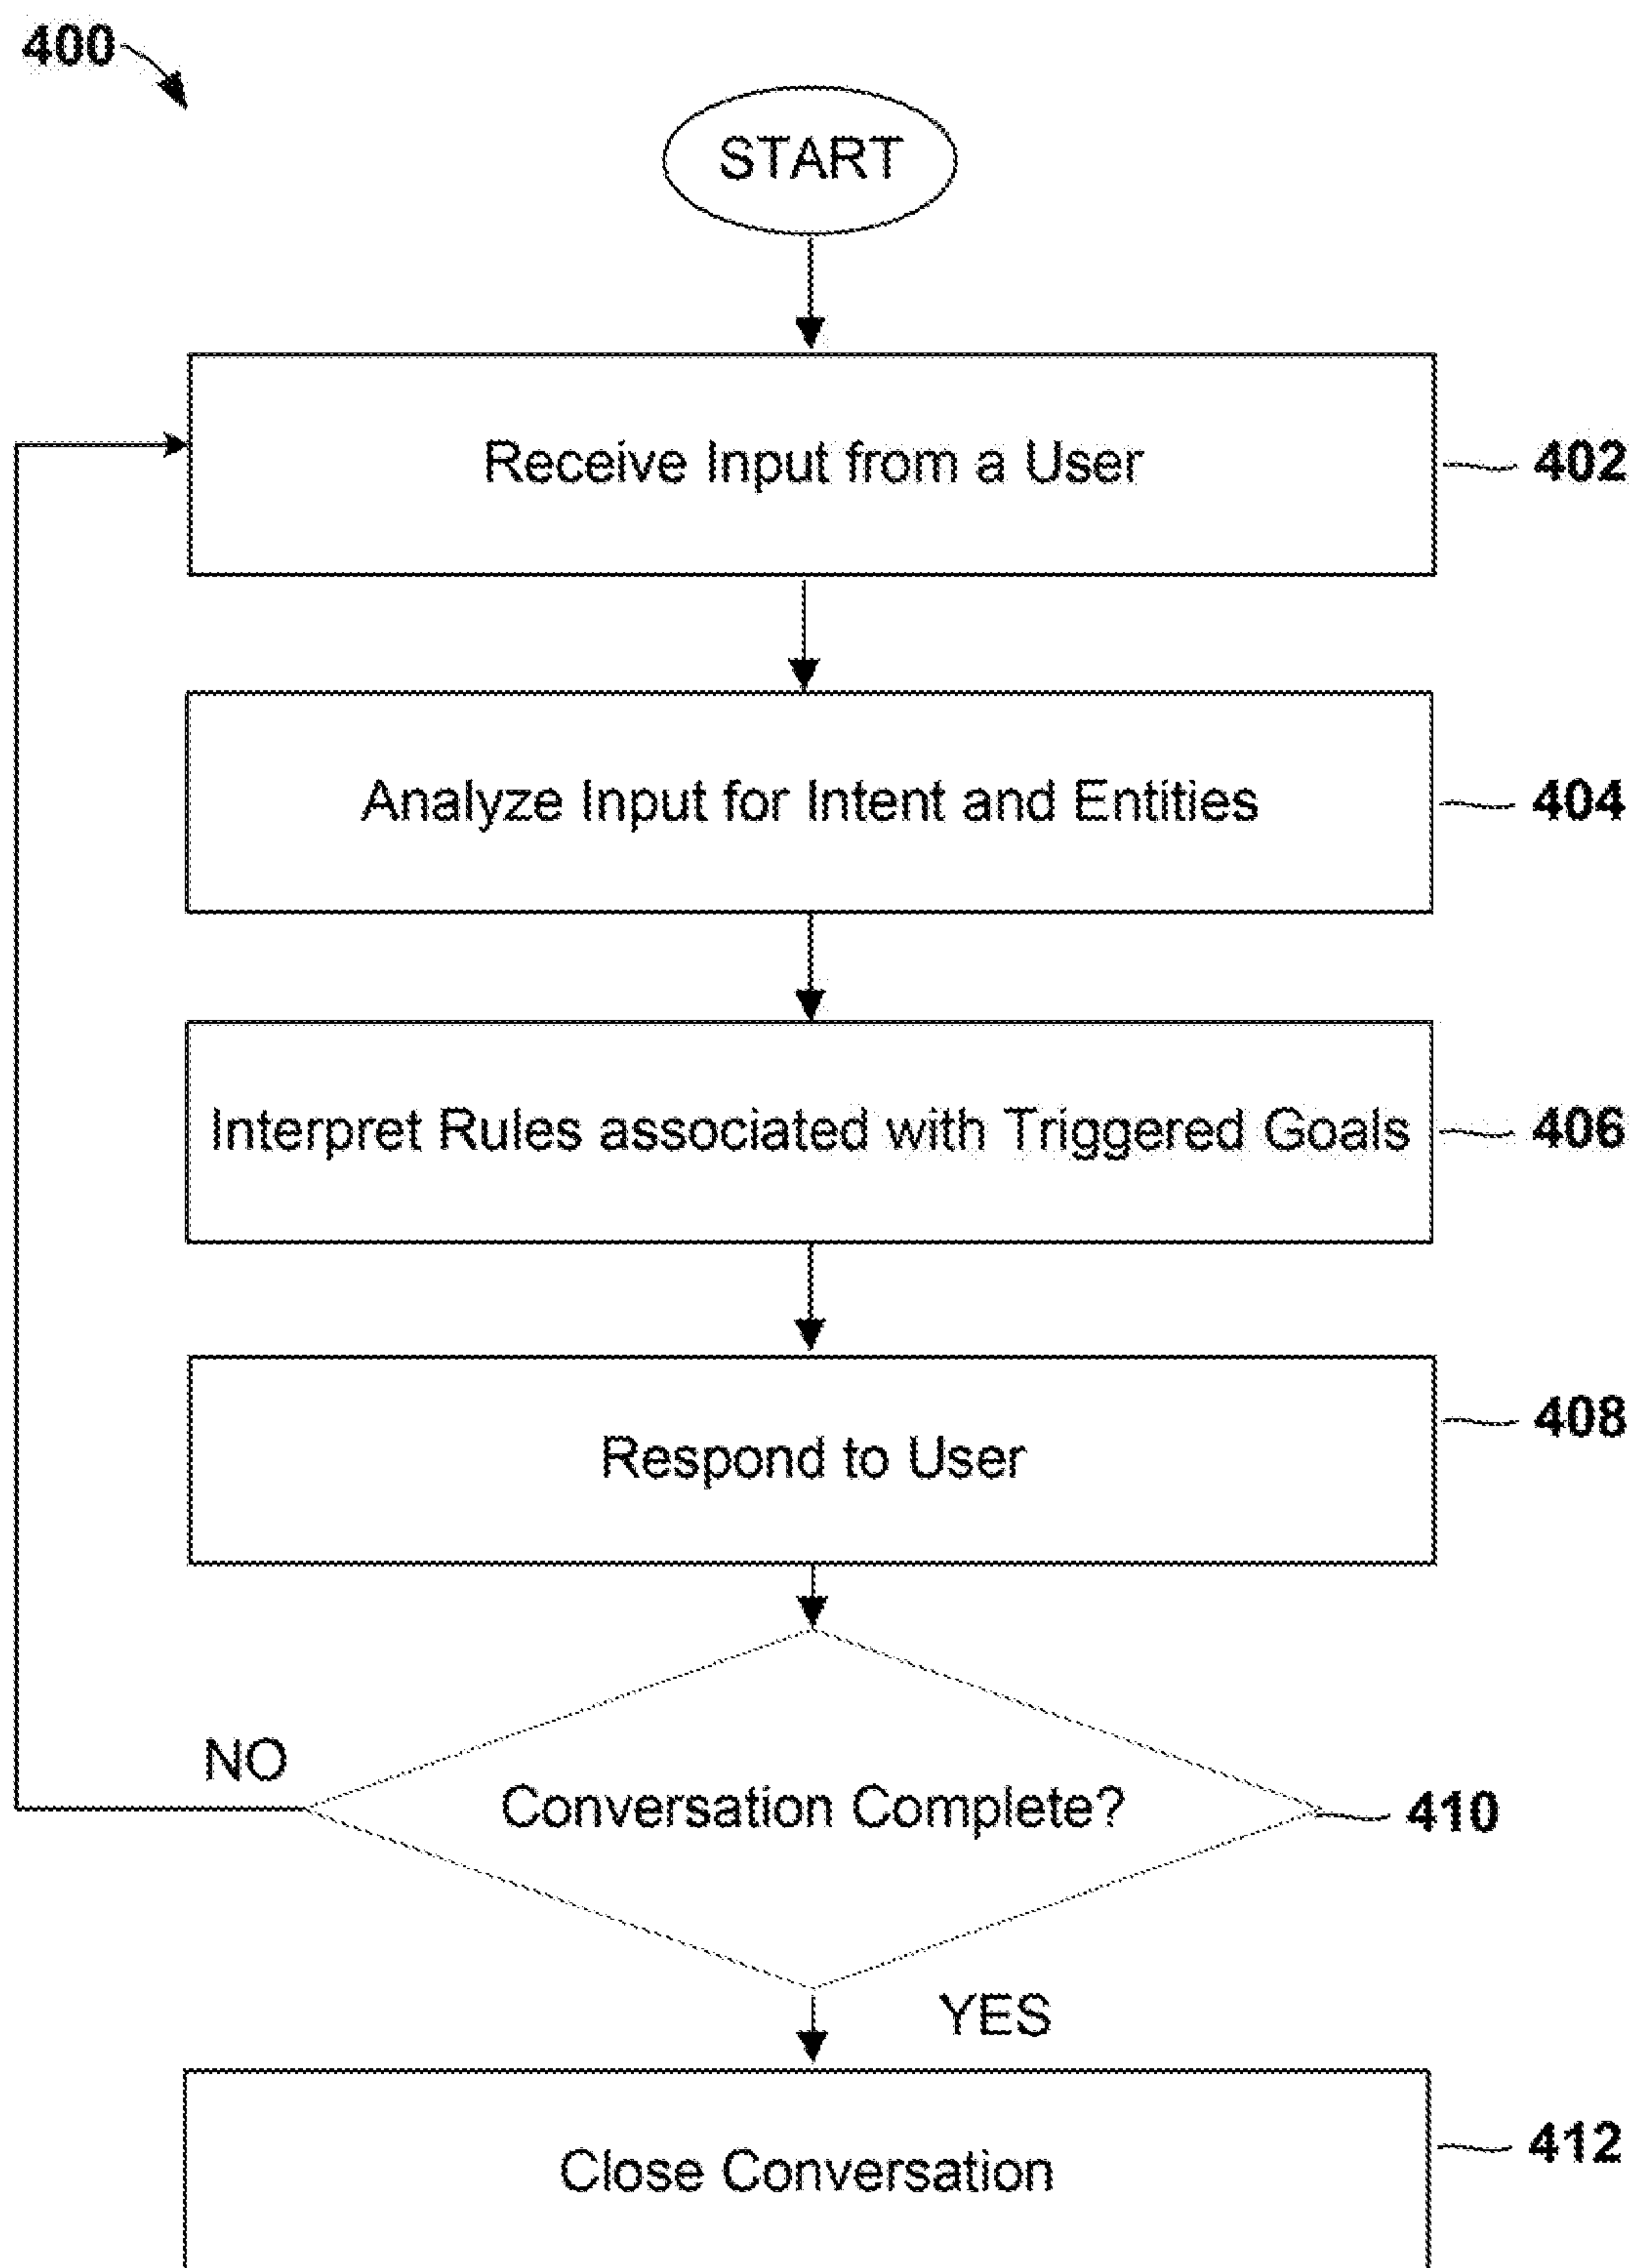 400
START
Receive Input from a User
402
Analyze Input for Intent and Entities
404
Interpret Rules associated with Triggered Goals
406
Respond to User
408
NO
Conversation Complete?
410
YES
Close Conversation
412